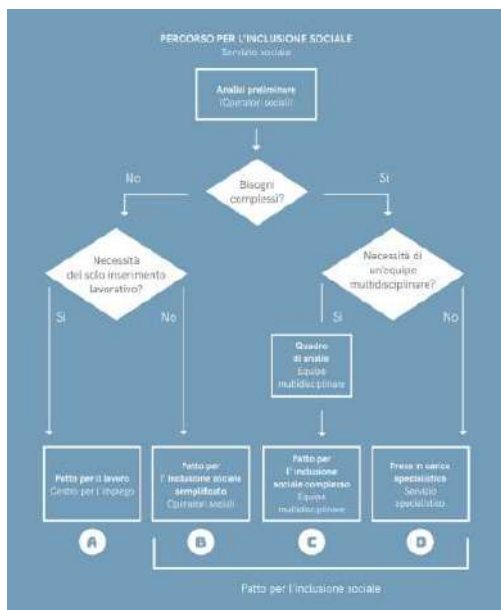 PERCORSO PER L'INCLUSIONE SOCIALE
Servizio sociale
Analisi preliminare
(Operatori sociali)
No
Bisogni
complessi?
Si
Necessità
del solo inserimento
lavorativo?
Necessità di
un'equipe
multidisciplinare?
Si
No
Si
No
Quadro
di analisi
Equipe
multidisciplinare
Patto per il lavoro
Centro per l'impiego
Patto per
l' inclusione sociale
semplificato
Operatori sociali
Patto per
l' inclusione
sociale complesso
Equipe
multidisciplinare
Presa in carico
specialistica
Servizio
specialistico
A
B
C
D
Patto per l'inclusione sociale